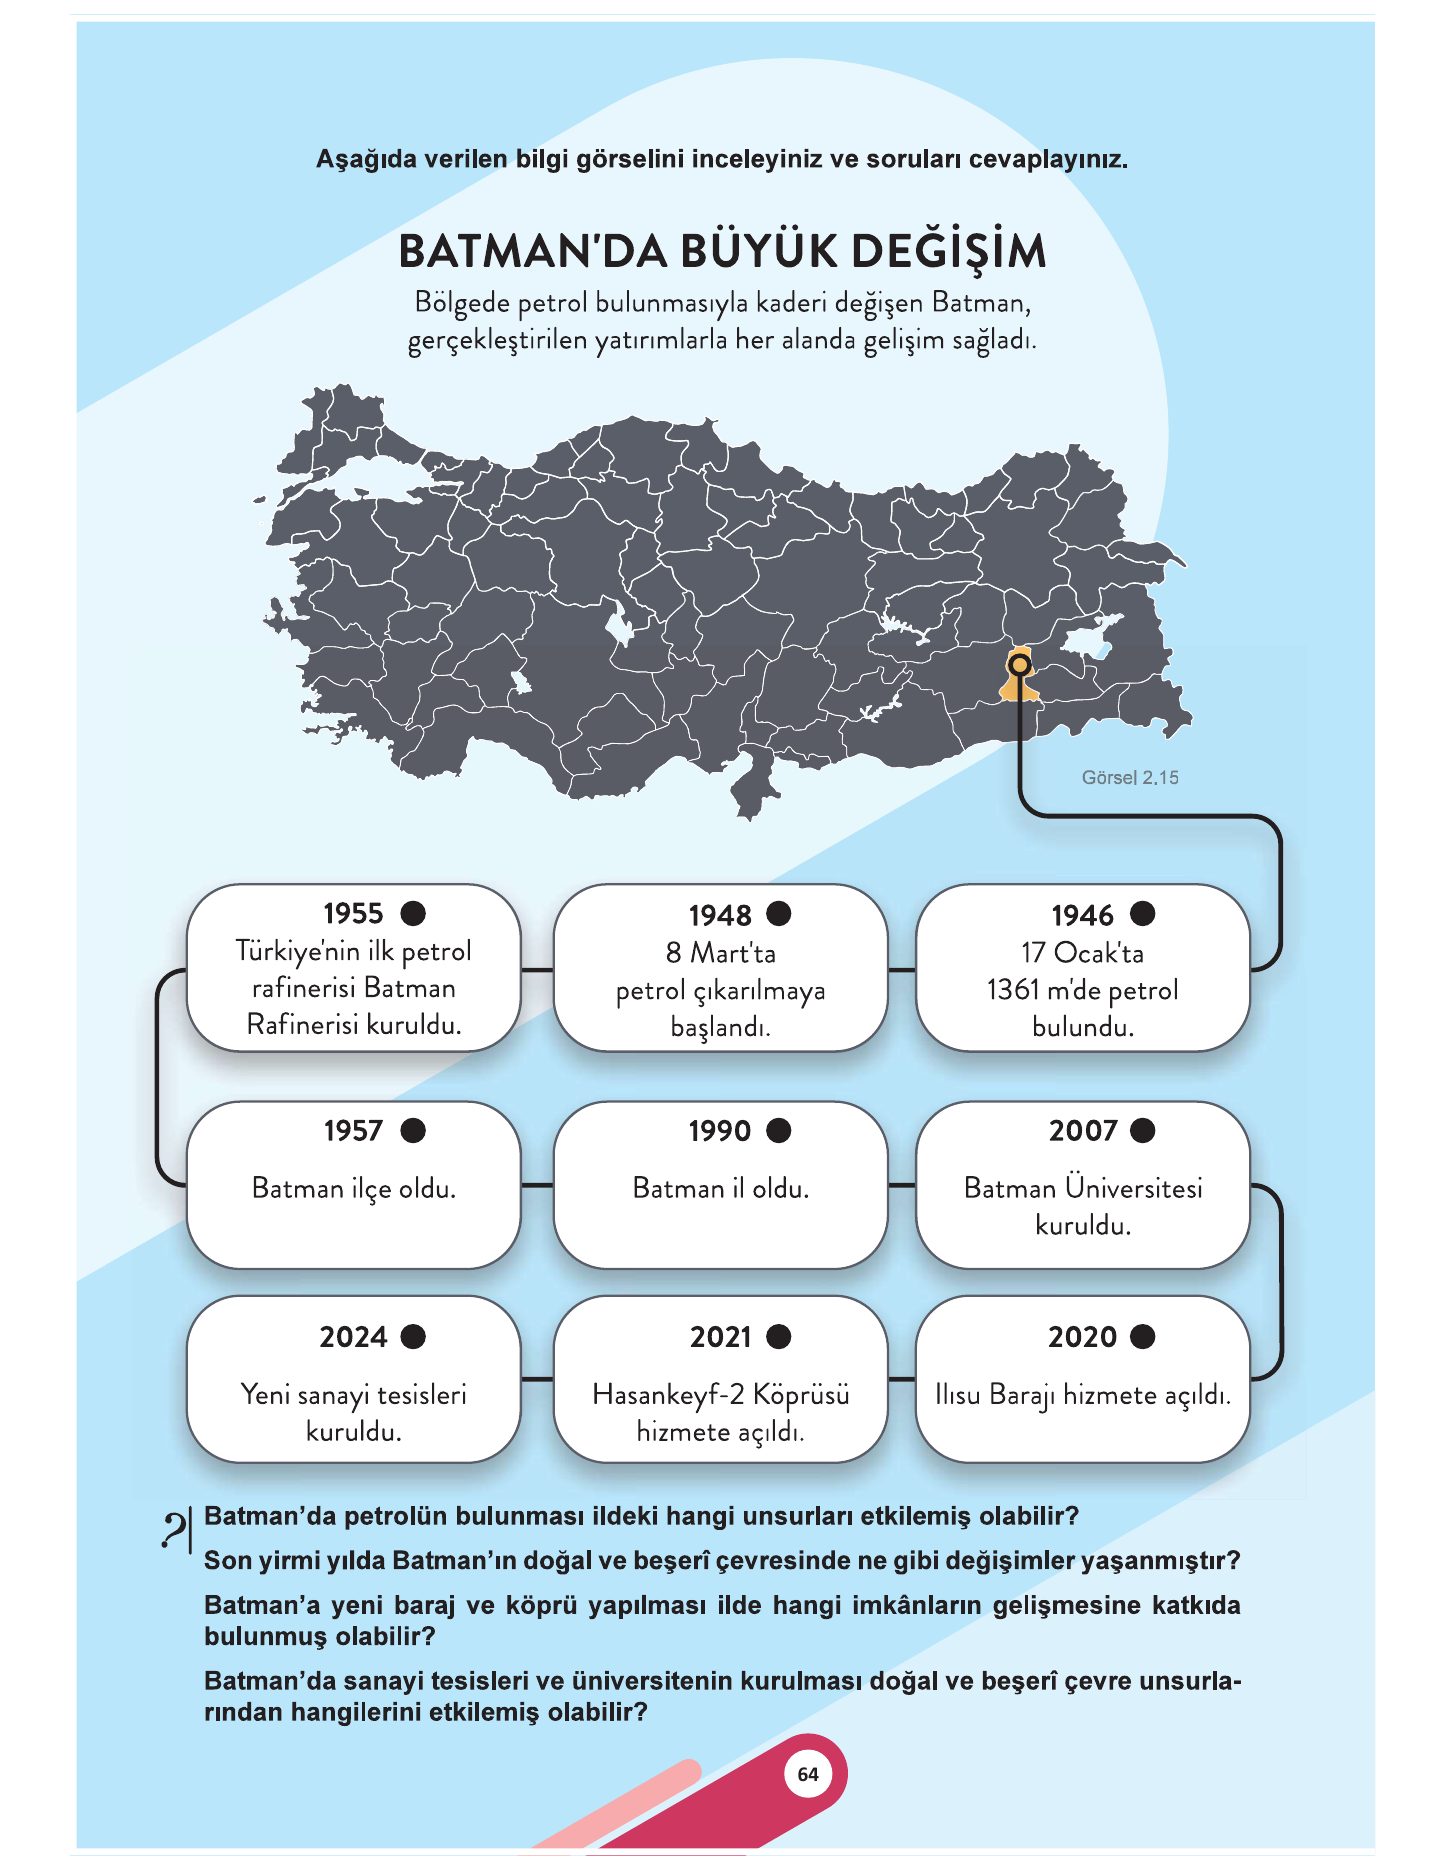 Aşağıda verilen bilgi görselini inceleyiniz ve soruları cevaplayınız.
BATMAN'DA BÜYÜK DEĞİŞİM
Bölgede petrol bulunmasıyla kaderi değişen Batman,
gerçekleştirilen yatırımlarla her alanda gelişim sağladı.
Görsel 2.15
1955
Türkiye'nin ilk petrol
rafinerisi Batman
Rafinerisi kuruldu.
1948
8 Mart'ta
petrol çıkarılmaya
başlandı.
1946
17 Ocak'ta
1361 m'de petrol
bulundu.
1957
Batman ilçe oldu.
1990
Batman il oldu.
2007
Batman Üniversitesi
kuruldu.
2024
Yeni sanayi tesisleri
kuruldu.
2021
Hasankeyf-2 Köprüsü
hizmete açıldı.
2020
Ilısu Barajı hizmete açıldı.
?
Batman’da petrolün bulunması ildeki hangi unsurları etkilemiş olabilir?
Son yirmi yılda Batman’ın doğal ve beşerî çevresinde ne gibi değişimler yaşanmıştır?
Batman’a yeni baraj ve köprü yapılması ilde hangi imkânların gelişmesine katkıda
bulunmuş olabilir?
Batman’da sanayi tesisleri ve üniversitenin kurulması doğal ve beşerî çevre unsurla-
rından hangilerini etkilemiş olabilir?
64